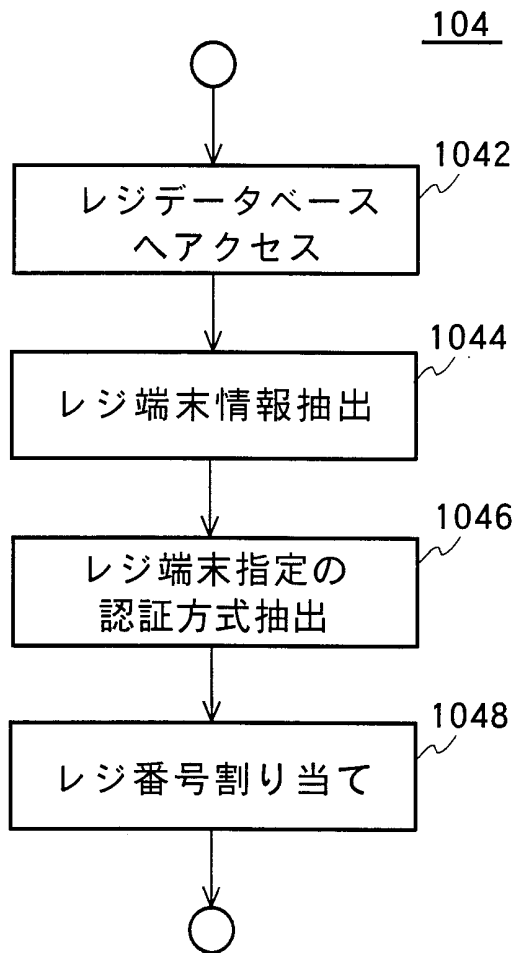 104
1042
レジデータベース
へアクセス
1044
レジ端末情報抽出
1046
レジ端末指定の
認証方式抽出
1048
レジ番号割り当て